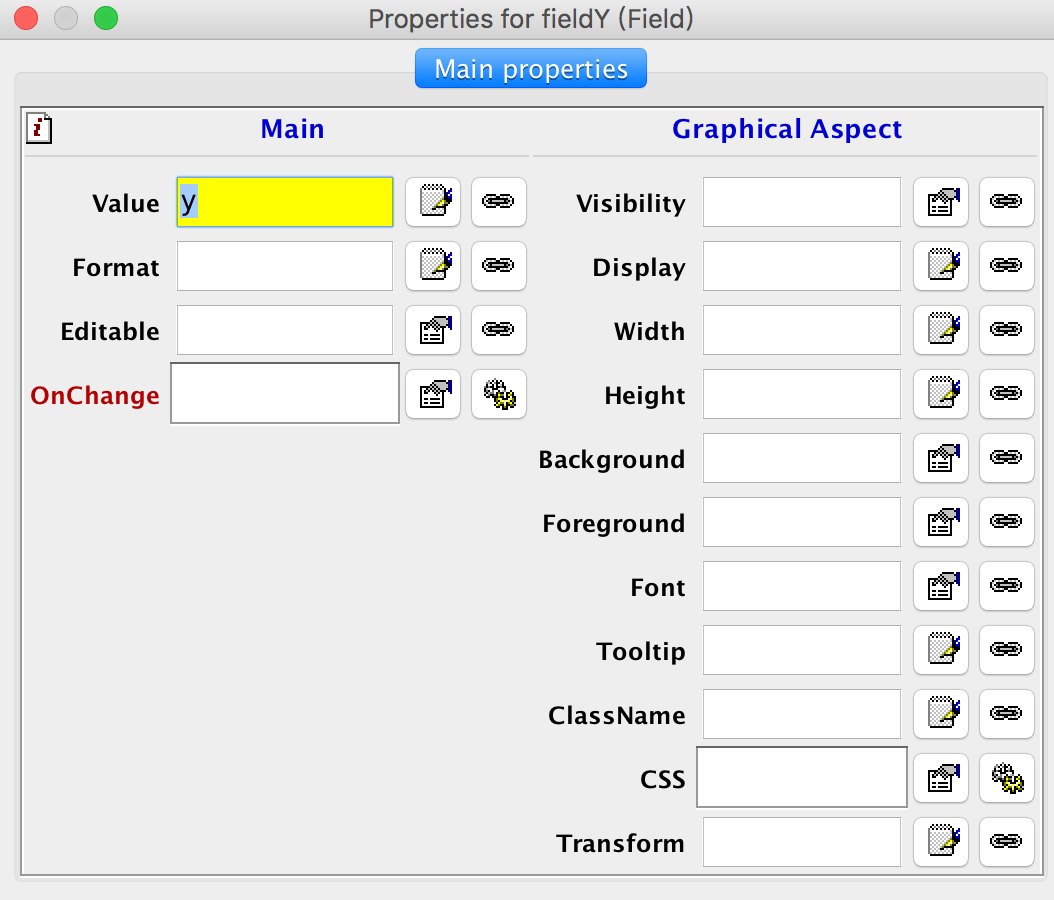 Properties for fieldY (Field)
Main properties
Main
Graphical Aspect
Value
y
Format
Editable
OnChange
Visibility
Display
Width
Height
Background
Foreground
Font
Tooltip
ClassName
CSS
Transform